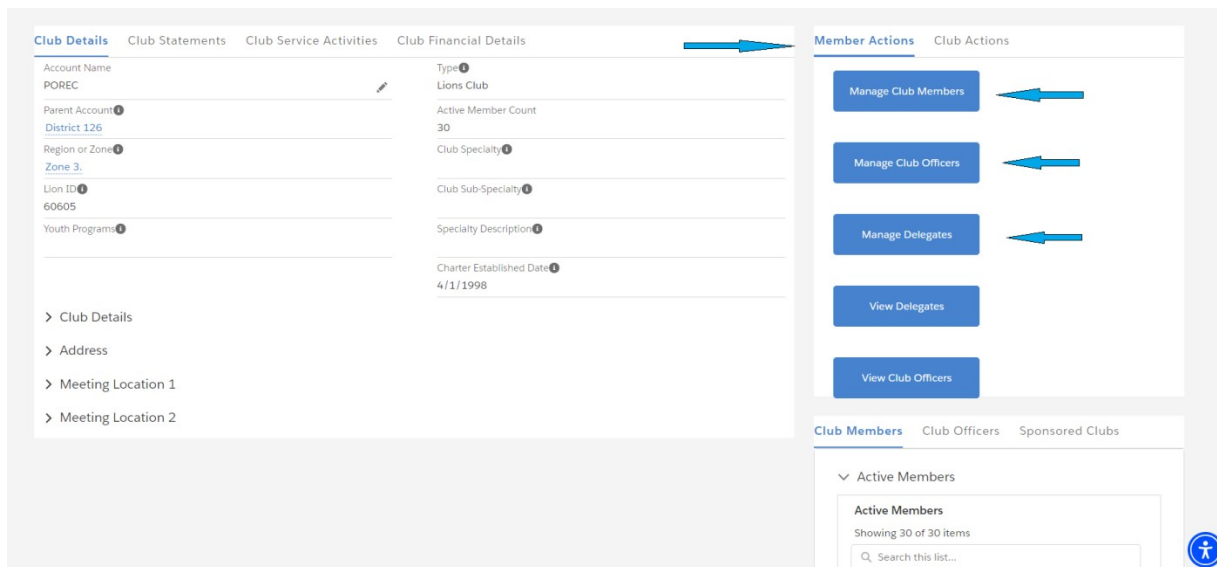 Club Details Club Statements Club Service Activities Club Financial Details
Account Name
POREC
Parent Account
District 126
Region or Zone
Zone 3.
Lion ID
60605
Youth Programs
Type
Lions Club
Active Member Count
30
Club Specialty
Club Sub-Specialty
Specialty Description
Charter Established Date
4/1/1998
> Club Details
> Address
> Meeting Location 1
> Meeting Location 2
Member Actions Club Actions
Manage Club Members
Manage Club Officers
Manage Delegates
View Delegates
View Club Officers
Club Members Club Officers Sponsored Clubs
Active Members
Active Members
Showing 30 of 30 items
Search this list...